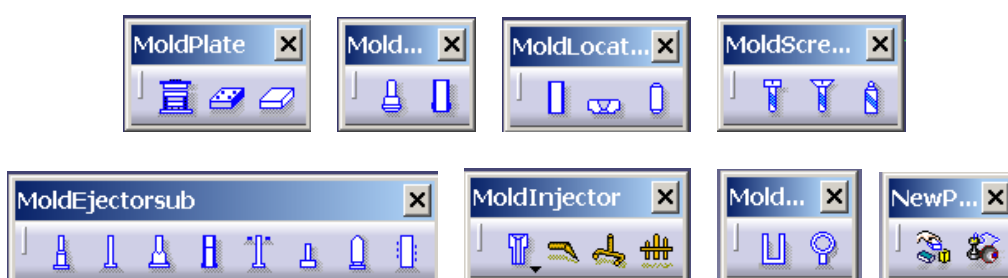 MoldPlate
Mold...
MoldLocat...
MoldScre...
MoldEjectorsub
MoldInjector
Mold...
NewP...